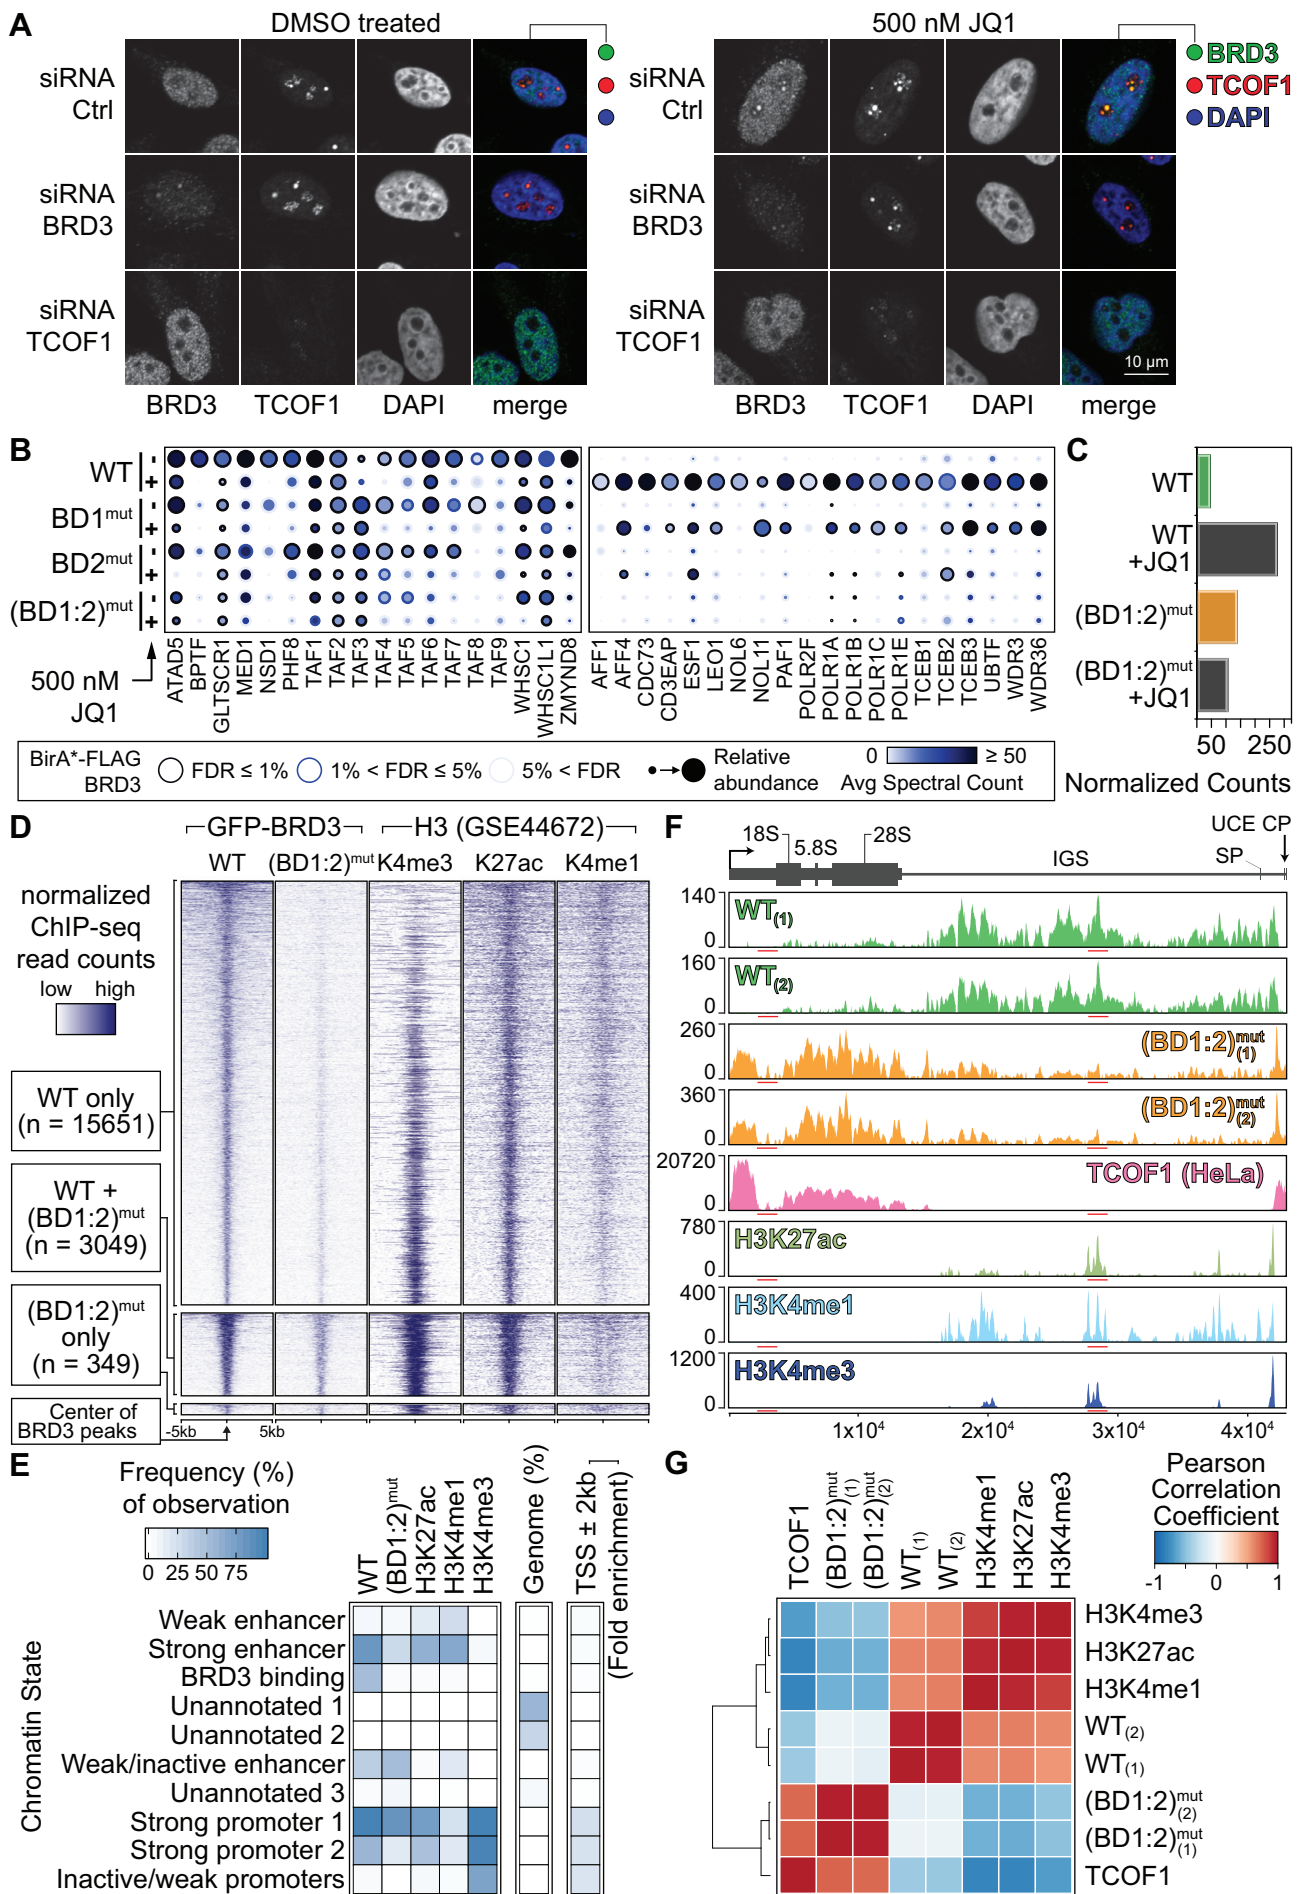 A
DMSO treated
500 nM JQ1
siRNA
Ctrl
siRNA
BRD3
siRNA
TCOF1
BRD3 TCOF1 DAPI merge
siRNA
Ctrl
siRNA
BRD3
siRNA
TCOF1
BRD3
TCOF1
DAPI
10 µm
BRD3 TCOF1 DAPI merge
B
WT - +
BD1mut - +
BD2mut - +
(BD1:2)mut - +
500 nM
JQ1
ATAD5 BPTF GLTSCR1 MED1 NSD1 PHF8 TAF1 TAF2 TAF3 TAF4 TAF5 TAF6 TAF7 TAF8 TAF9 WHSC1 WHSC1L1 ZMYND8
AFF1 AFF4 CDC73 CD3EAP ESF1 LEO1 NOL6 NOL11 PAF1 POLR2F POLR1A POLR1B POLR1C POLR1E TCEB1 TCEB2 TCEB3 UBTF WDR3 WDR36
BirA*-FLAG
BRD3
FDR ≤ 1%
1% < FDR ≤ 5%
5% < FDR
Relative
abundance
0 ≥ 50
Avg Spectral Count
C
WT
WT
+JQ1
(BD1:2)mut
(BD1:2)mut
+JQ1
50 250
Normalized Counts
D
GFP-BRD3
H3 (GSE44672)
WT (BD1:2)mut K4me3 K27ac K4me1
normalized
ChIP-seq
read counts
low high
WT only
(n = 15651)
WT +
(BD1:2)mut
(n = 3049)
(BD1:2)mut
only
(n = 349)
Center of
BRD3 peaks
-5kb 5kb
E
Frequency (%)
of observation
0 25 50 75
WT (BD1:2)mut H3K27ac H3K4me1 H3K4me3
Genome (%)
TSS ± 2kb
(Fold enrichment)
Chromatin State
Weak enhancer
Strong enhancer
BRD3 binding
Unannotated 1
Unannotated 2
Weak/inactive enhancer
Unannotated 3
Strong promoter 1
Strong promoter 2
Inactive/weak promoters
F
18S 5.8S 28S IGS SP UCE CP
140
0
WT(1)
160
0
WT(2)
260
0
(BD1:2)mut(1)
360
0
(BD1:2)mut(2)
20720
0
TCOF1 (HeLa)
780
0
H3K27ac
400
0
H3K4me1
1200
0
H3K4me3
1x10⁴ 2x10⁴ 3x10⁴ 4x10⁴
G
Pearson
Correlation
Coefficient
-1 0 1
TCOF1 (BD1:2)mut(1) (BD1:2)mut(2) WT(1) WT(2) H3K4me1 H3K27ac H3K4me3
H3K4me3
H3K27ac
H3K4me1
WT(2)
WT(1)
(BD1:2)mut(2)
(BD1:2)mut(1)
TCOF1